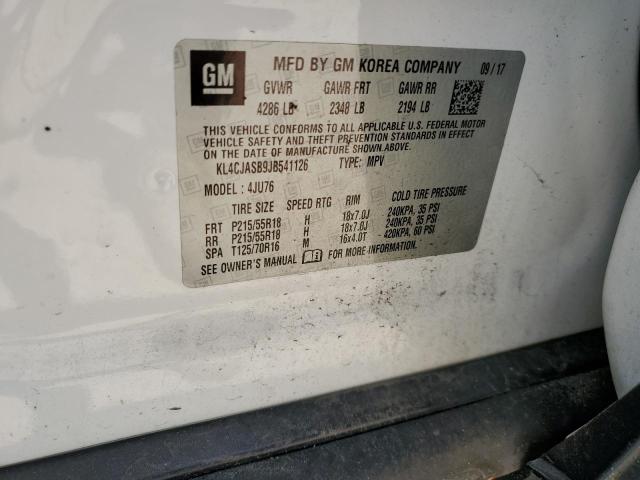 GM MFD BY GM KOREA COMPANY 09/17
GVWR GAWR FRT GAWR RR
4286 LB 2348 LB 2194 LB
THIS VEHICLE CONFORMS TO ALL APPLICABLE U.S. FEDERAL MOTOR
VEHICLE SAFETY AND THEFT PREVENTION STANDARDS IN EFFECT
ON THE DATE OF MANUFACTURE SHOWN ABOVE.
KL4CJASB9JB541126 TYPE: MPV
MODEL: 4JU76
TIRE SIZE SPEED RTG RIM COLD TIRE PRESSURE
FRT P215/55R18 H 18x7.0J 240KPA, 35 PSI
RR P215/55R18 H 18x7.0J 240KPA, 35 PSI
SPA T125/70R16 M 16x4.0T 420KPA, 60 PSI
SEE OWNER'S MANUAL FOR MORE INFORMATION.